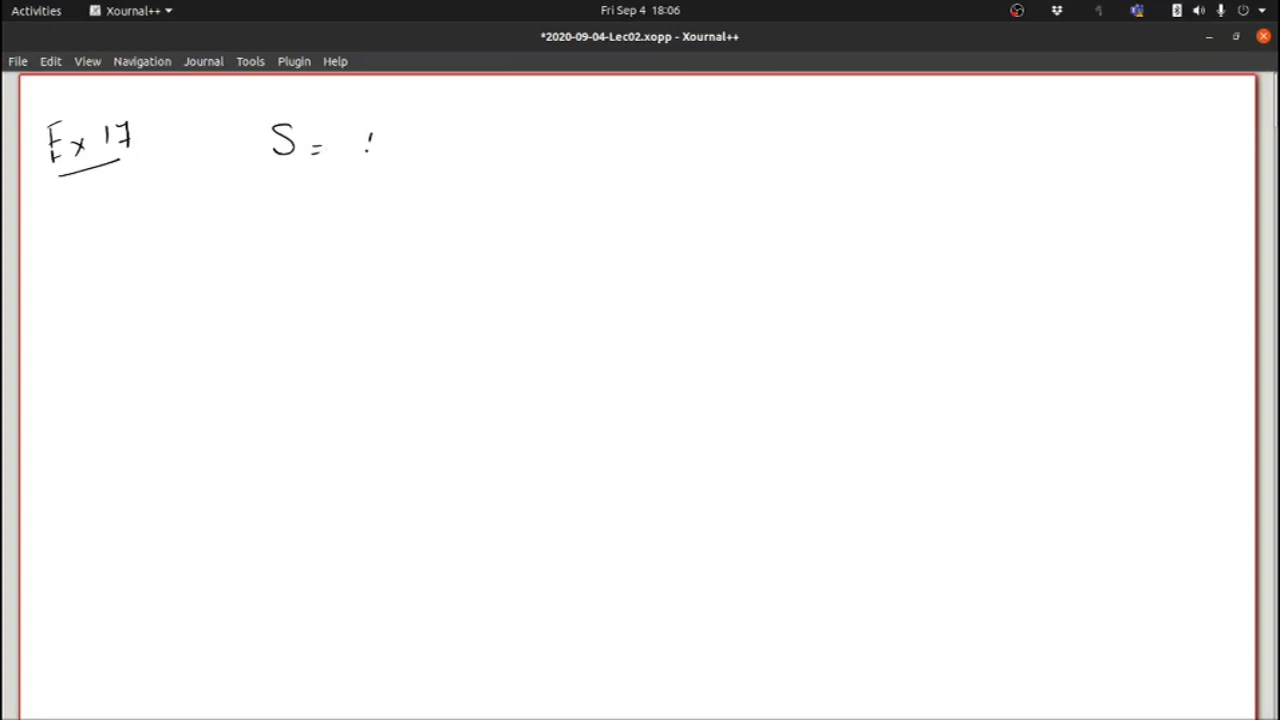 Activities Xournal++ Fri Sep 4 18:06
*2020-09-04-Lec02.xopp - Xournal++
File Edit View Navigation Journal Tools Plugin Help
Ex 17 S =